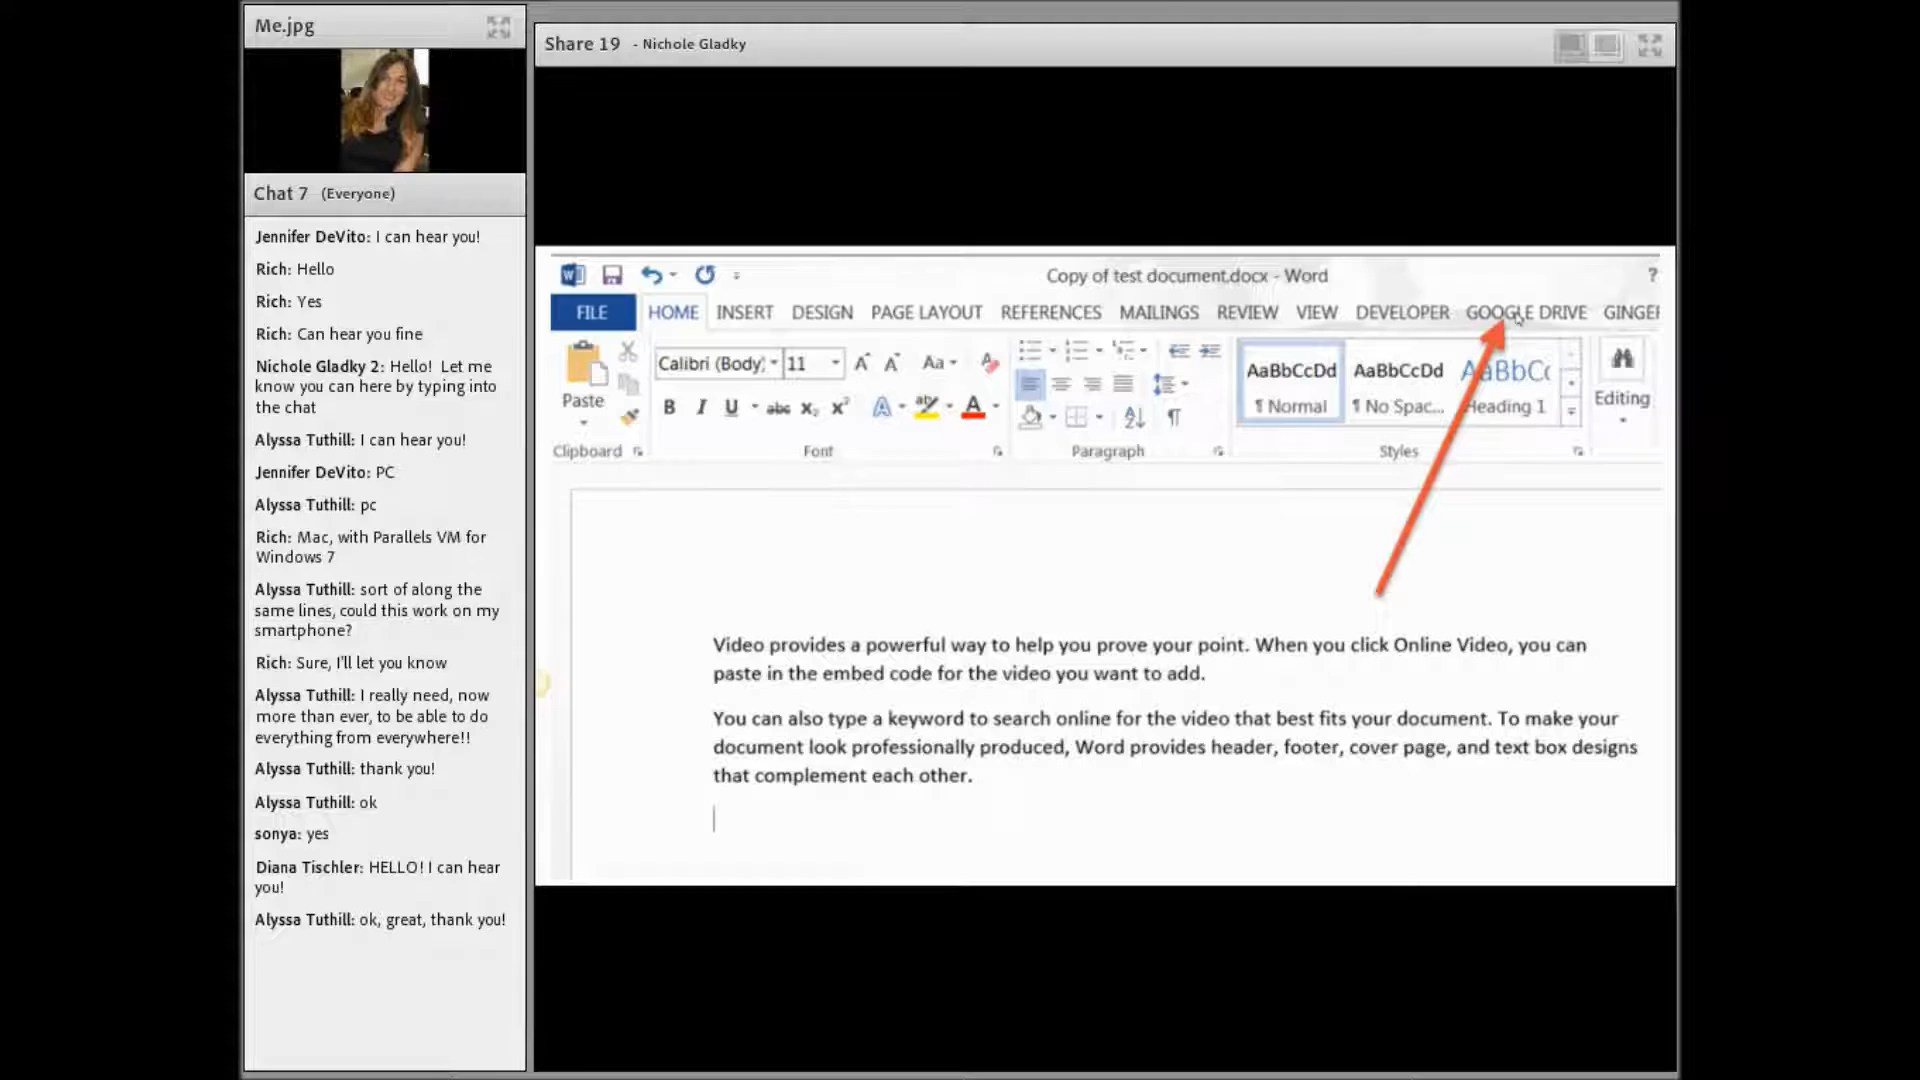 Me.jpg
Chat 7 (Everyone)
Jennifer DeVito: I can hear you!
Rich: Hello
Rich: Yes
Rich: Can hear you fine
Nichole Gladky 2: Hello! Let me
know you can here by typing into
the chat
Alyssa Tuthill: I can hear you!
Jennifer DeVito: PC
Alyssa Tuthill: pc
Rich: Mac, with Parallels VM for
Windows 7
Alyssa Tuthill: sort of along the
same lines, could this work on my
smartphone?
Rich: Sure, I'll let you know
Alyssa Tuthill: I really need, now
more than ever, to be able to do
everything from everywhere!!
Alyssa Tuthill: thank you!
Alyssa Tuthill: ok
sonya: yes
Diana Tischler: HELLO! I can hear
you!
Alyssa Tuthill: ok, great, thank you!
Share 19 - Nichole Gladky
Copy of test document.docx - Word ?
FILE HOME INSERT DESIGN PAGE LAYOUT REFERENCES MAILINGS REVIEW VIEW DEVELOPER GOOGLE DRIVE GINGER
Calibri (Body) 11 A A Aa
AaBbCcDd AaBbCcDd AaBbCc
Paste B I U abc X₂ X² A aby A
¶ Normal ¶ No Spac... Heading 1 Editing
Clipboard Font Paragraph Styles
Video provides a powerful way to help you prove your point. When you click Online Video, you can
paste in the embed code for the video you want to add.
You can also type a keyword to search online for the video that best fits your document. To make your
document look professionally produced, Word provides header, footer, cover page, and text box designs
that complement each other.